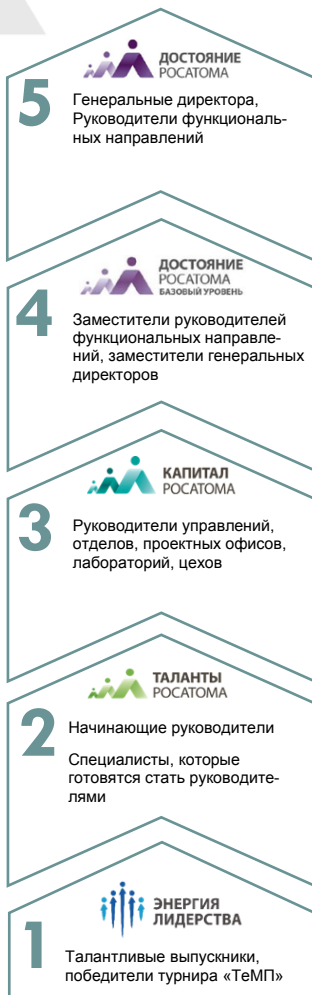 ДОСТОЯНИЕ
РОСАТОМА
5
Генеральные директора,
Руководители функциональ-
ных направлений
ДОСТОЯНИЕ
РОСАТОМА
БАЗОВЫЙ УРОВЕНЬ
4
Заместители руководителей
функциональных направле-
ний, заместители генеральных
директоров
КАПИТАЛ
РОСАТОМА
3
Руководители управлений,
отделов, проектных офисов,
лабораторий, цехов
ТАЛАНТЫ
РОСАТОМА
2
Начинающие руководители
Специалисты, которые
готовятся стать руководите-
лями
ЭНЕРГИЯ
ЛИДЕРСТВА
1
Талантливые выпускники,
победители турнира «ТеМП»